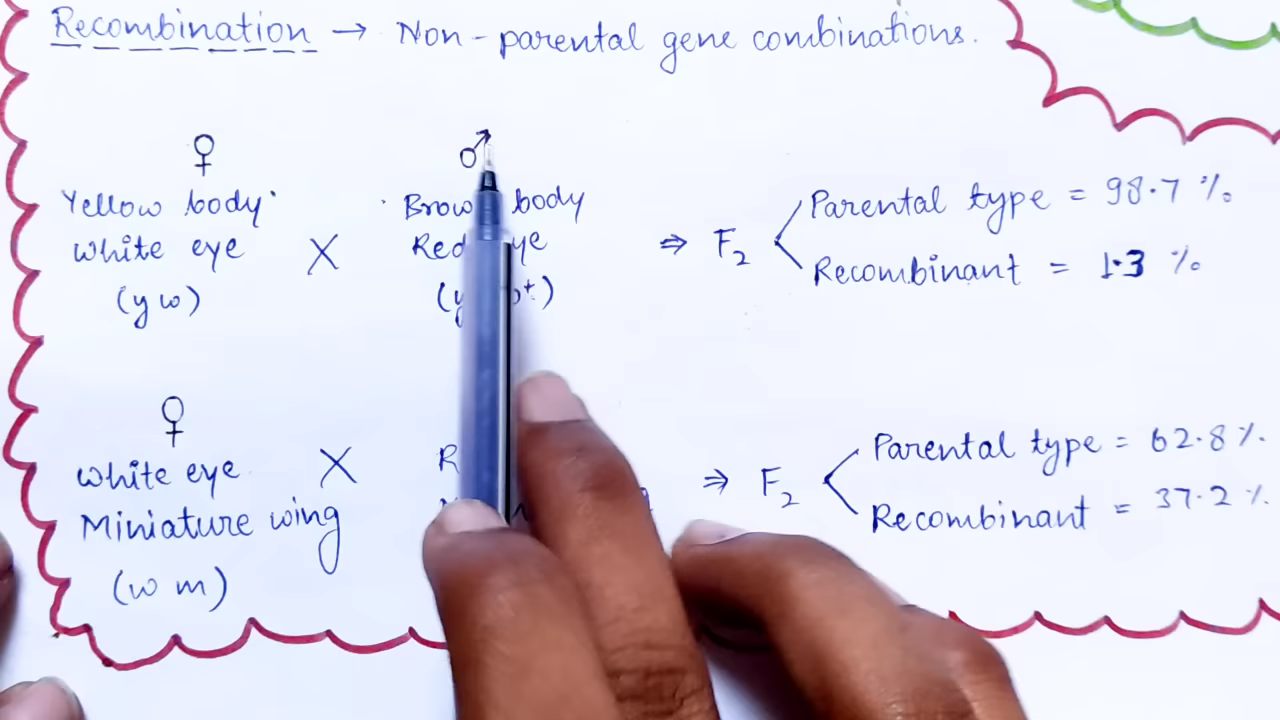 Recombination → Non-parental gene combinations.
♀ ♂
Yellow body body
White eye X
(y w)
⇒ F₂
Parental type = 98.7 %
Recombinant = 1.3 %
♀
White eye X
Miniature wing
(w m)
⇒ F₂
Parental type = 62.8 %
Recombinant = 37.2 %